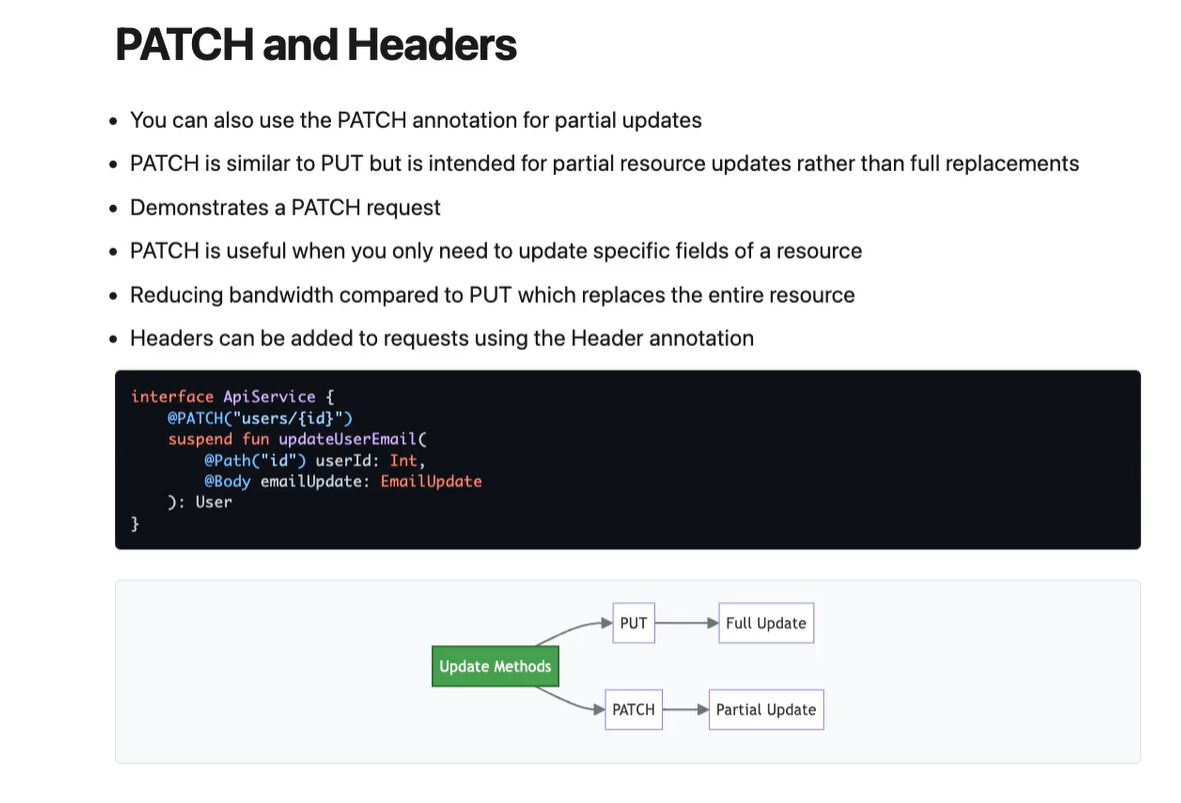 PATCH and Headers
• You can also use the PATCH annotation for partial updates
• PATCH is similar to PUT but is intended for partial resource updates rather than full replacements
• Demonstrates a PATCH request
• PATCH is useful when you only need to update specific fields of a resource
• Reducing bandwidth compared to PUT which replaces the entire resource
• Headers can be added to requests using the Header annotation
interface ApiService {
    @PATCH("users/{id}")
    suspend fun updateUserEmail(
        @Path("id") userId: Int,
        @Body emailUpdate: EmailUpdate
    ): User
}
PUT
Full Update
Update Methods
PATCH
Partial Update